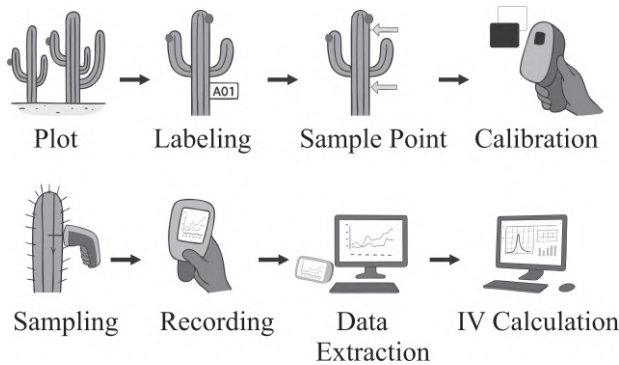 A01
Plot
Labeling
Sample Point
Calibration
Sampling
Recording
Data
Extraction
IV Calculation